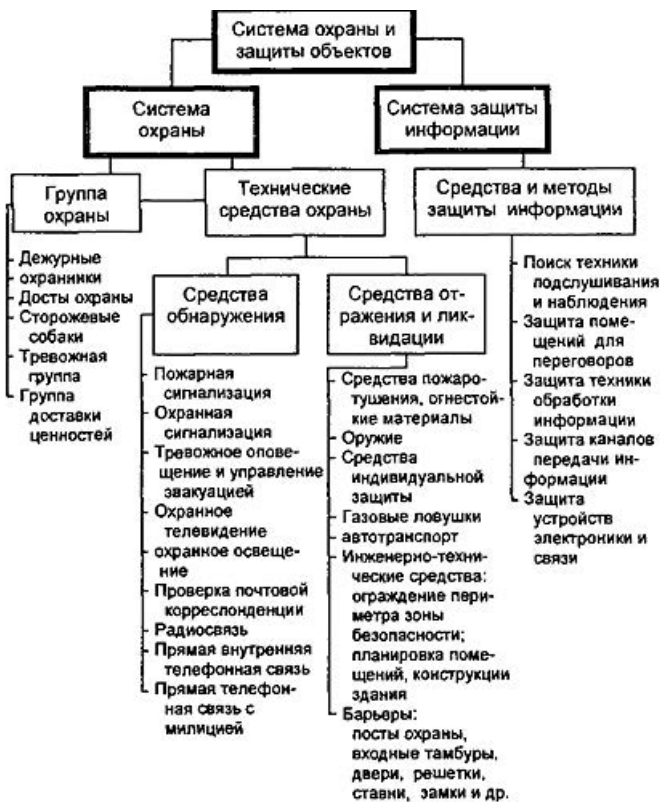 Система охраны и
защиты объектов
Система
охраны
Система защиты
информации
Группа
охраны
Технические
средства охраны
Средства и методы
защиты информации
Дежурные
охранники
Досты охраны
Сторожевые
собаки
Тревожная
группа
Группа
доставки
ценностей
Средства
обнаружения
Пожарная
сигнализация
Охранная
сигнализация
Тревожное опове-
щение и управление
эвакуацией
Охранное
телевидение
охранное освеще-
ние
Проверка почтовой
корреслонденции
Радиосвязь
Прямая внутренняя
телефонная связь
Прямая телефон-
ная связь с
милицией
Средства от-
ражения и лик-
видации
Средства пожаро-
тушения, огнестой-
кие материалы
Оружие
Средства
индивидуальной
защиты
Газовые ловушки
автотранспорт
Инженерно-техни-
ческие средства:
ограждение пери-
метра зоны
безопасности;
планировка поме-
щений, конструкции
здания
Барьеры:
посты охраны,
входные тамбуры,
двери, решетки,
ставни, замки и др.
Поиск техники
подслушивания
и наблюдения
Защита поме-
щений для
переговоров
Защита техники
обработки
информации
Защита каналов
передачи ин-
формации
Защита
устройств
электроники и
связи